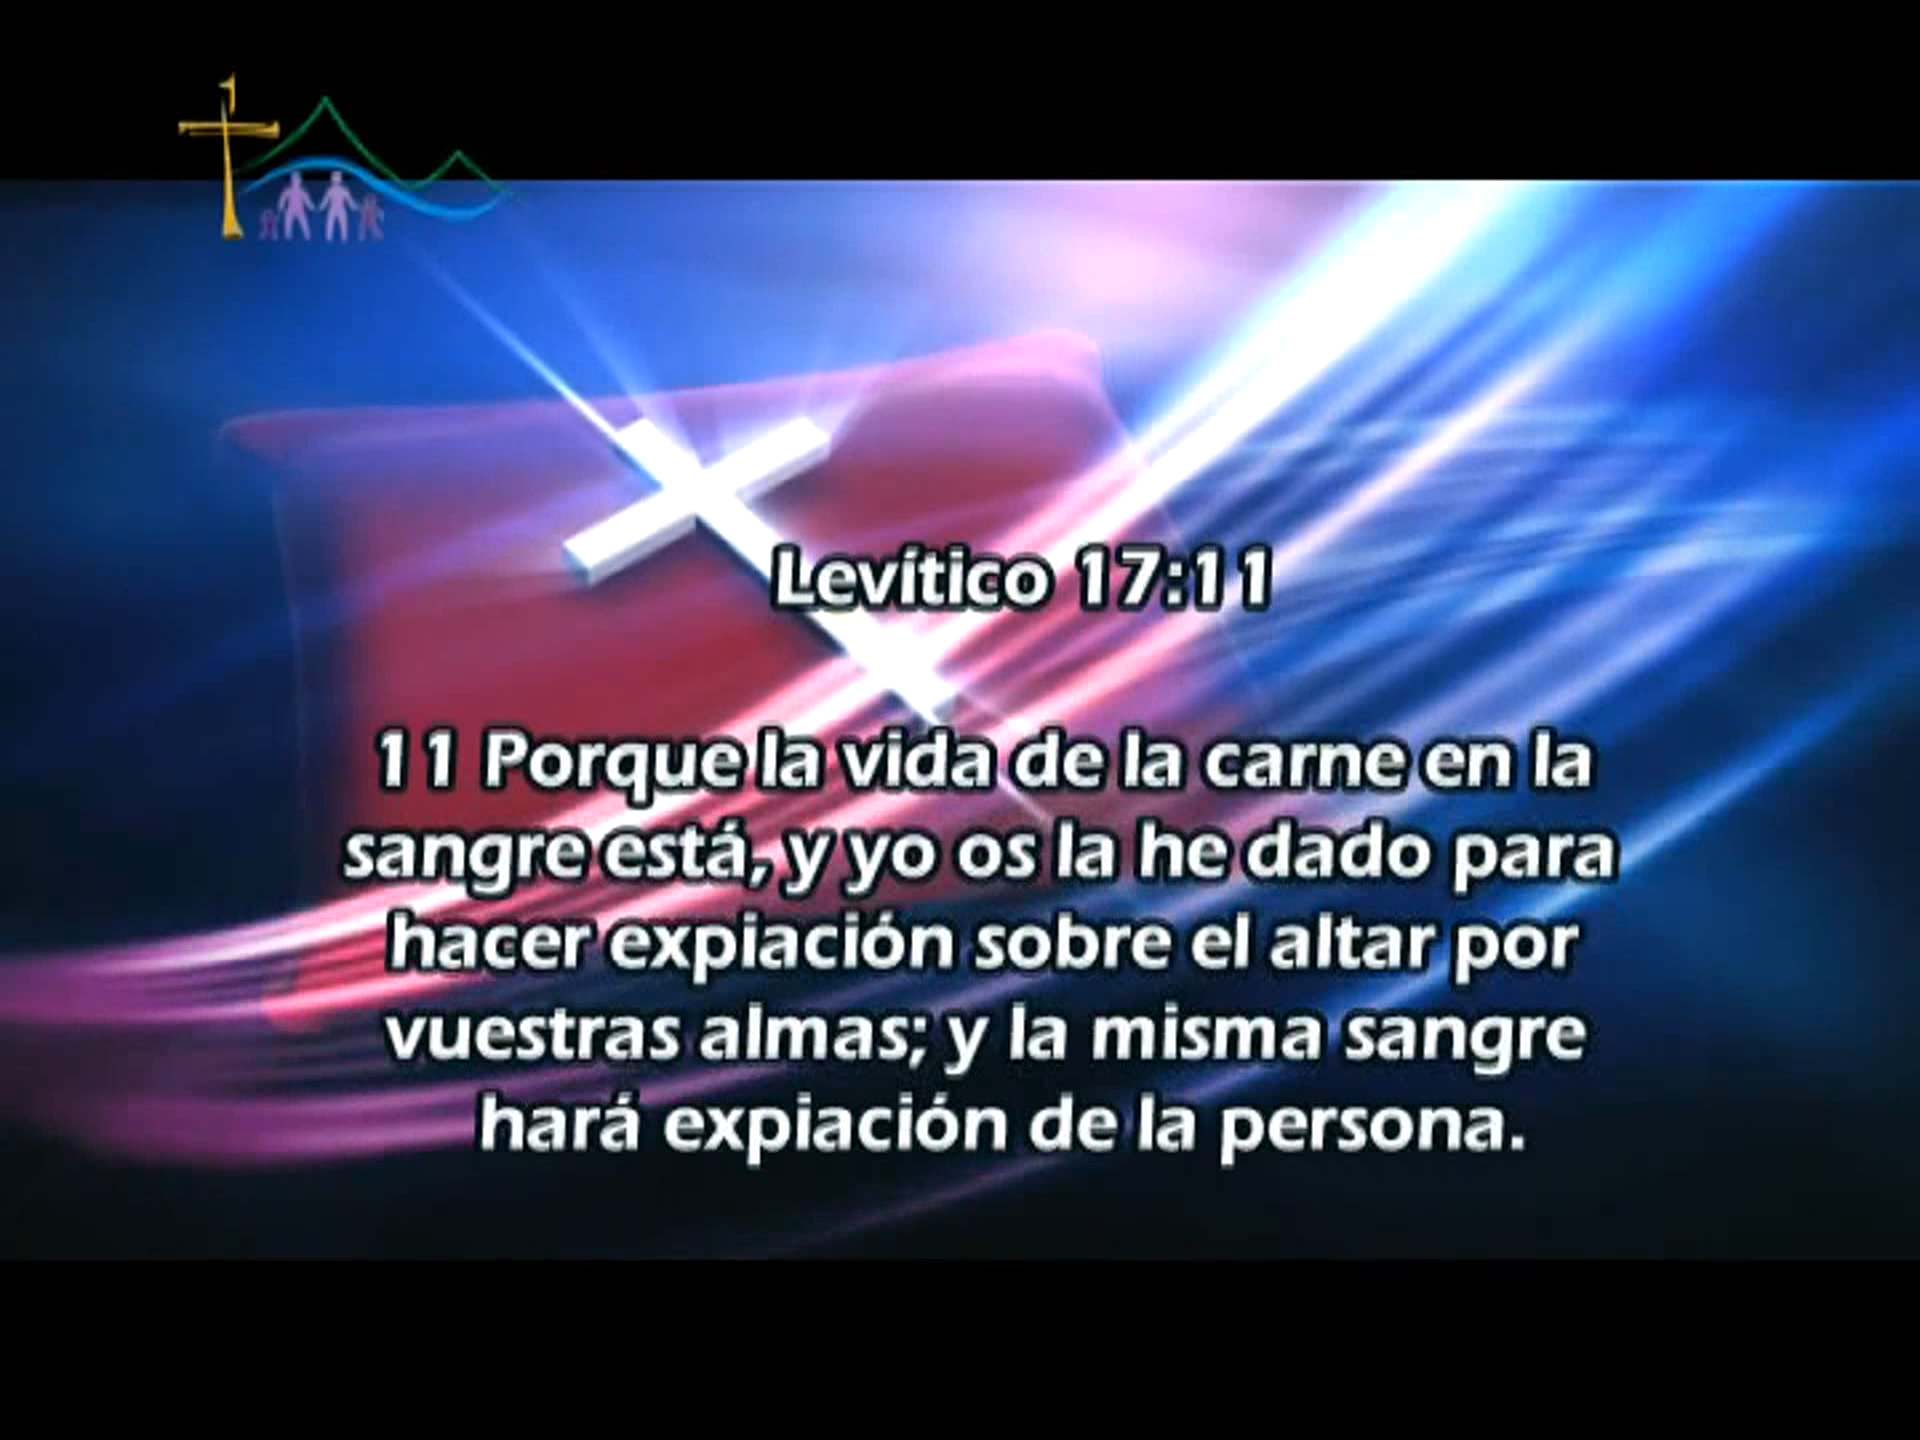 Levítico 17:11
11 Porque la vida de la carne en la
sangre está, y yo os la he dado para
hacer expiación sobre el altar por
vuestras almas; y la misma sangre
hará expiación de la persona.